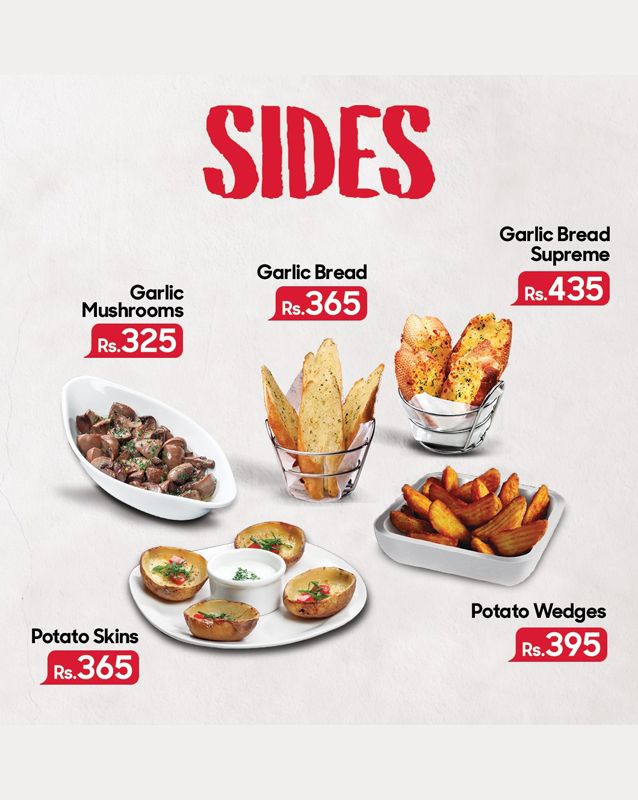 SIDES
Garlic Bread
Supreme
Rs.435
Garlic Bread
Rs.365
Garlic
Mushrooms
Rs.325
Potato Wedges
Rs.395
Potato Skins
Rs.365